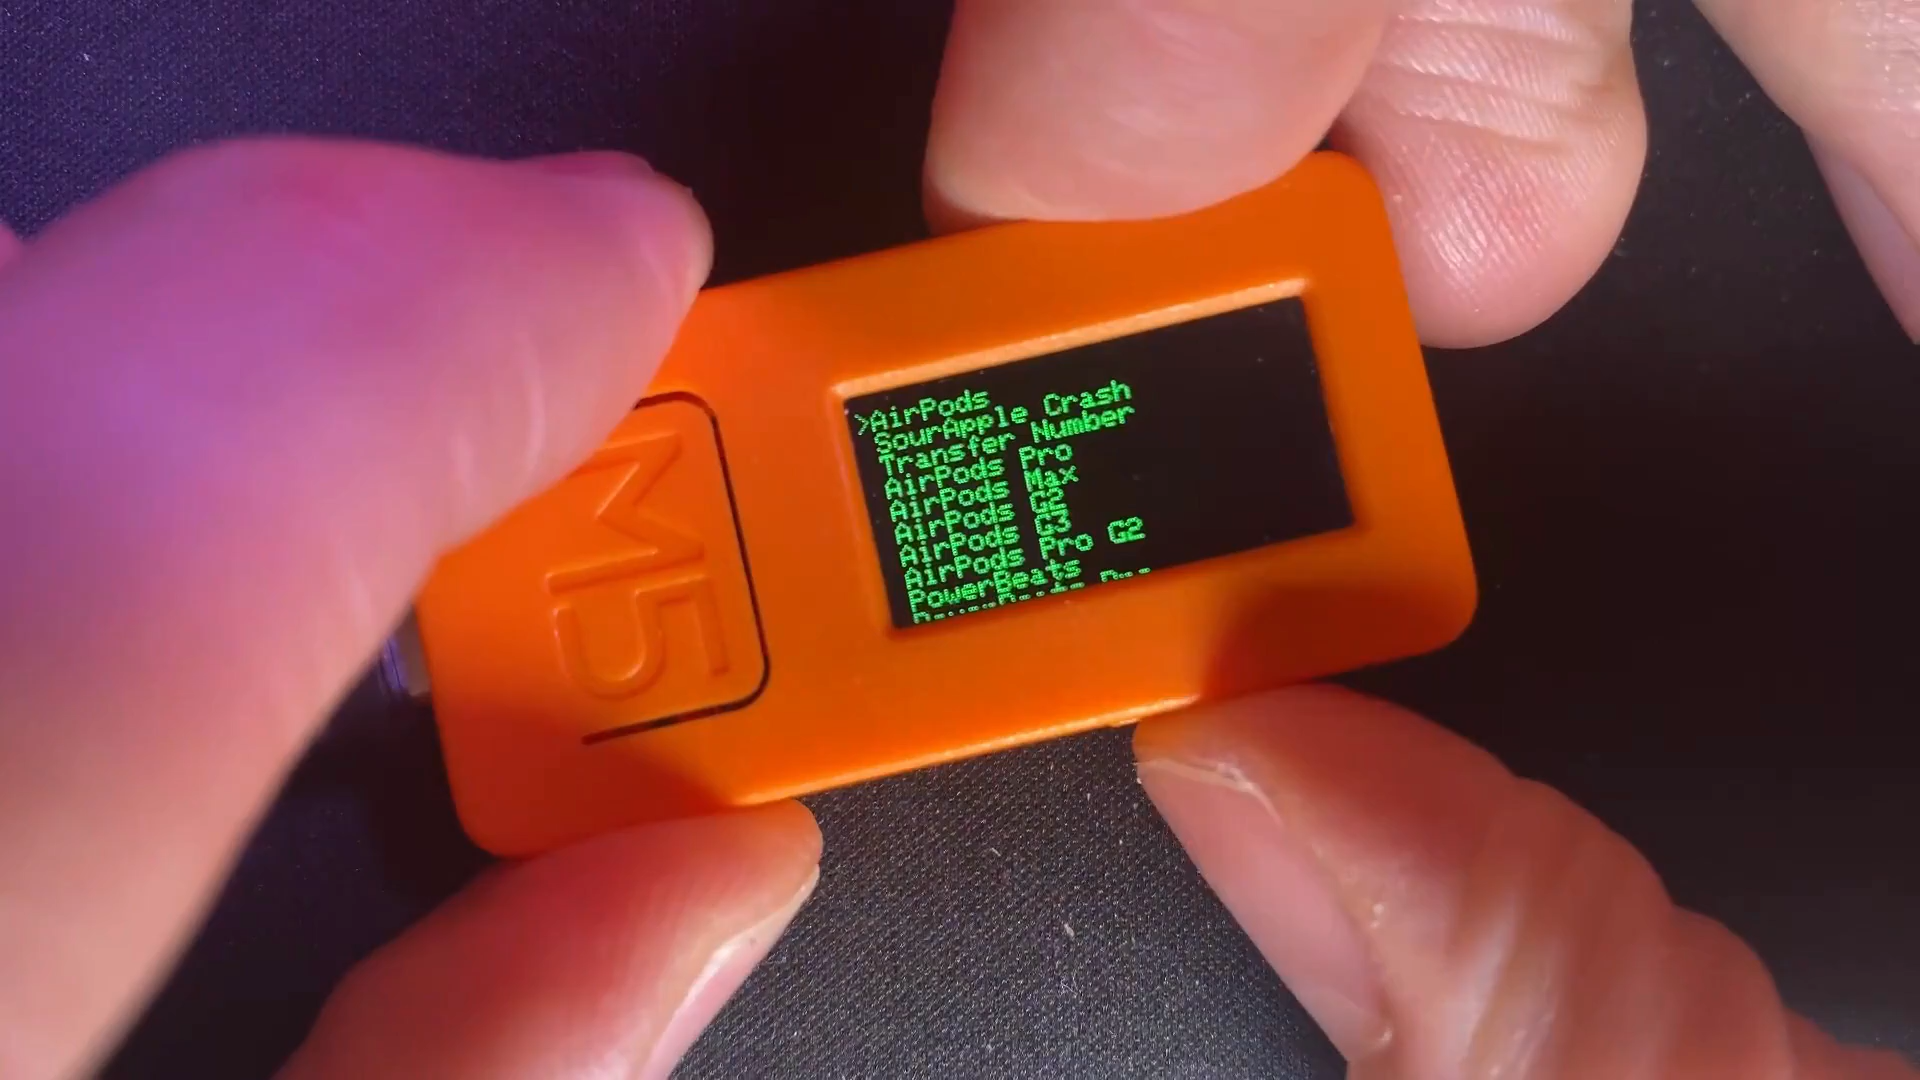 M5
>AirPods
SourApple Crash
Transfer Number
AirPods Pro
AirPods Max
AirPods G2
AirPods G3
AirPods Pro G2
PowerBeats